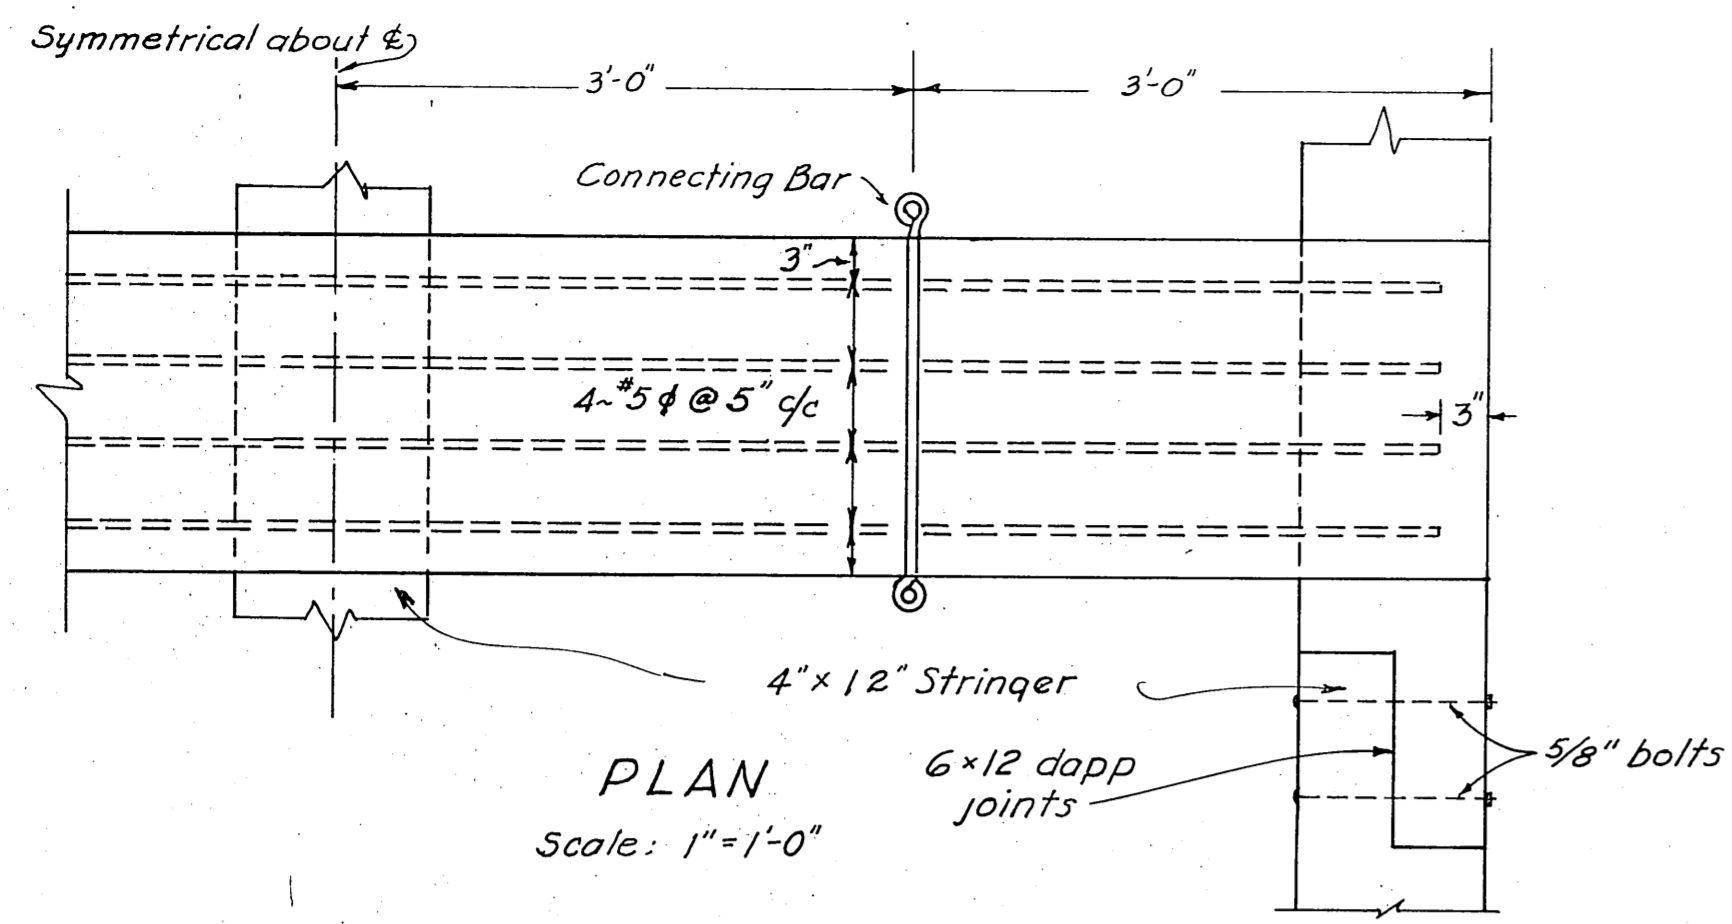 Symmetrical about ℄
3'-0"
3'-0"
Connecting Bar
3"
4~#5 ϕ @ 5" c/c
3"
4" x 12" Stringer
6 x 12 dapp
joints
5/8" bolts
PLAN
Scale: 1" = 1'-0"